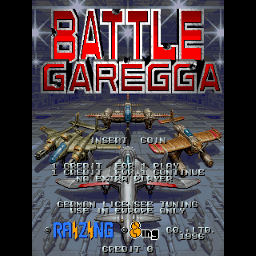 BATTLE
GAREGGA
INSERT COIN
1 CREDIT FOR 1 PLAY
1 CREDIT FOR 1 CONTINUE
NO EXTRA PLAYER
GERMAN LICENSEE TUNING
USE IN EUROPE ONLY
© RAIZING © 8ing CO.,LTD.
1996
CREDIT 0